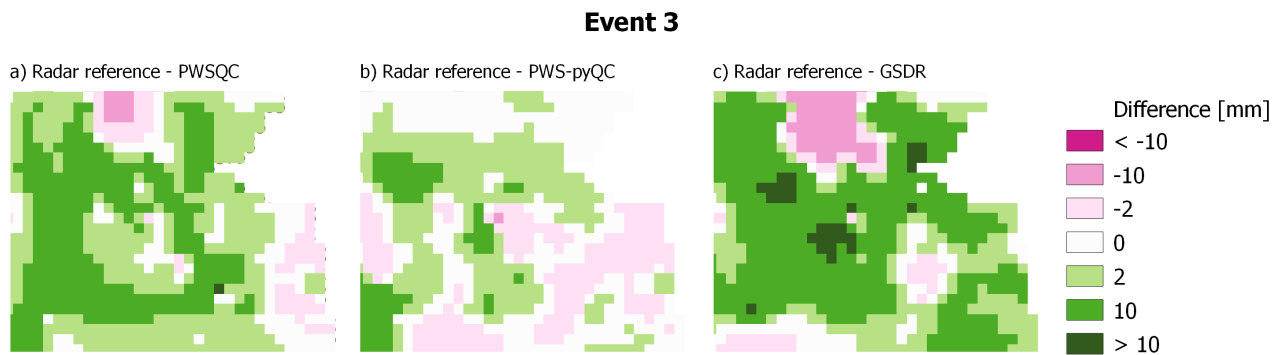 Event 3
a) Radar reference - PWSQC
b) Radar reference - PWS-pyQC
c) Radar reference - GSDR
Difference [mm]
< -10
-10
-2
0
2
10
> 10